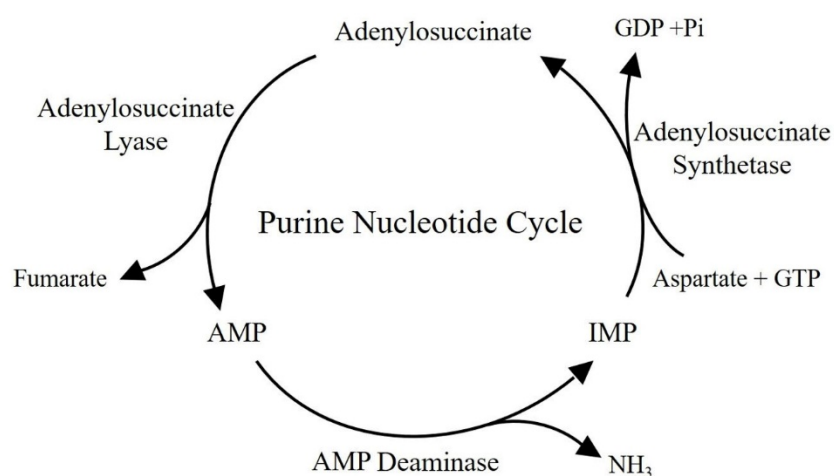 Adenylosuccinate
GDP +Pi
Adenylosuccinate
Lyase
Adenylosuccinate
Synthetase
Purine Nucleotide Cycle
Fumarate
Aspartate + GTP
AMP
IMP
AMP Deaminase
NH₃